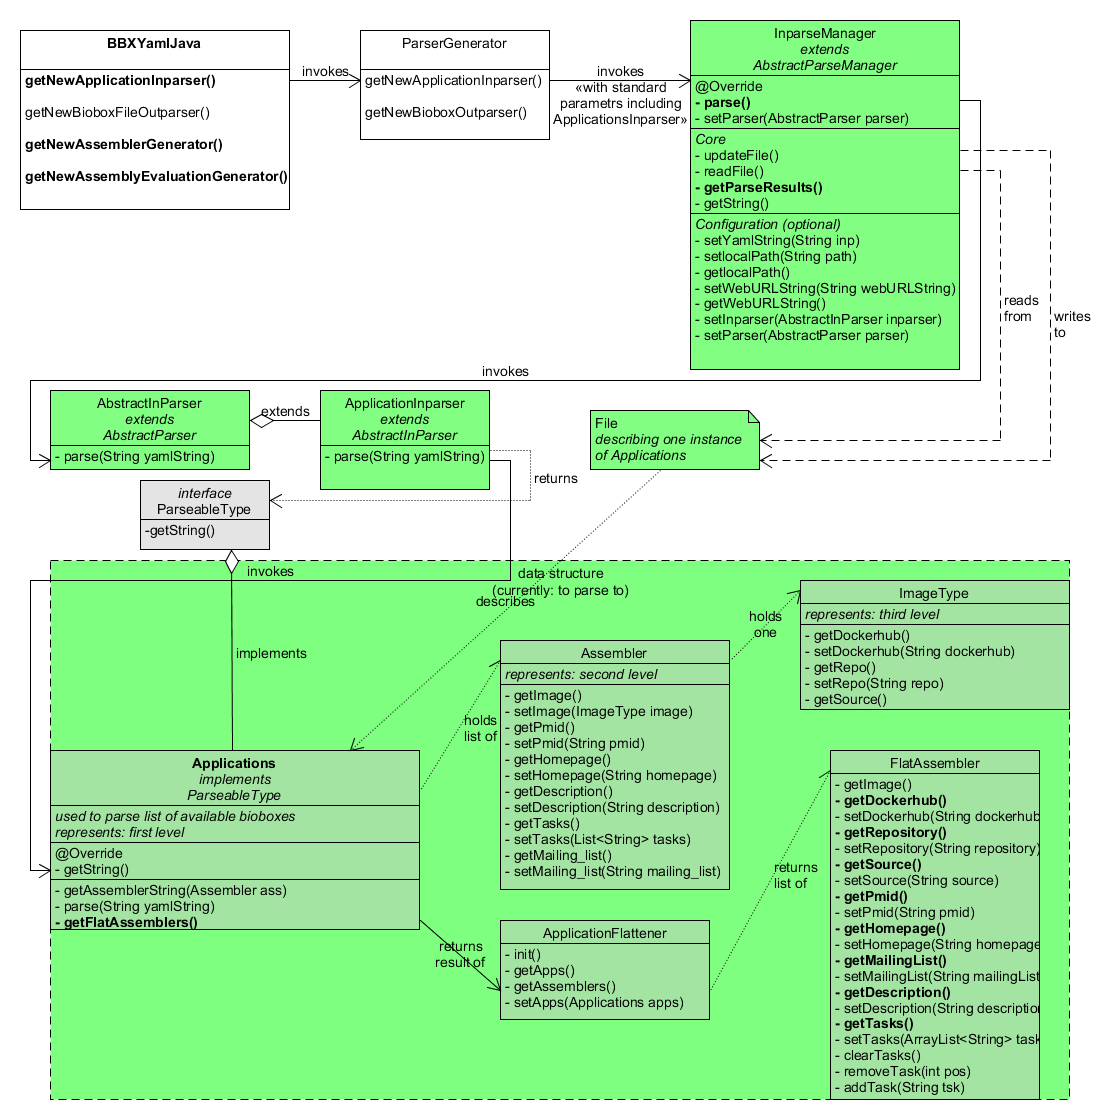 BBXYamlJava
getNewApplicationInparser()
getNewBioboxFileOutparser()
getNewAssemblerGenerator()
getNewAssemblyEvaluationGenerator()
invokes
ParserGenerator
getNewApplicationInparser()
getNewBioboxOutparser()
invokes
«with standard
parametrs including
ApplicationsInparser»
InparseManager
extends
AbstractParseManager
@Override
- parse()
- setParser(AbstractParser parser)
Core
- updateFile()
- readFile()
- getParseResults()
- getString()
Configuration (optional)
- setYamlString(String inp)
- setlocalPath(String path)
- getlocalPath()
- setWebURLString(String webURLString)
- getWebURLString()
- setInparser(AbstractInParser inparser)
- setParser(AbstractParser parser)
reads
from
writes
to
invokes
AbstractInParser
extends
AbstractParser
- parse(String yamlString)
extends
ApplicationInparser
extends
AbstractInParser
- parse(String yamlString)
returns
File
describing one instance
of Applications
interface
ParseableType
-getString()
invokes
data structure
(currently: to parse to)
describes
implements
ImageType
represents: third level
- getDockerhub()
- setDockerhub(String dockerhub)
- getRepo()
- setRepo(String repo)
- getSource()
holds
one
Assembler
represents: second level
- getImage()
- setImage(ImageType image)
- getPmid()
- setPmid(String pmid)
- getHomepage()
- setHomepage(String homepage)
- getDescription()
- setDescription(String description)
- getTasks()
- setTasks(List<String> tasks)
- getMailing_list()
- setMailing_list(String mailing_list)
holds
list of
Applications
implements
ParseableType
used to parse list of available bioboxes
represents: first level
@Override
- getString()
- getAssemblerString(Assembler ass)
- parse(String yamlString)
- getFlatAssemblers()
returns
result of
ApplicationFlattener
- init()
- getApps()
- getAssemblers()
- setApps(Applications apps)
returns
list of
FlatAssembler
- getImage()
- getDockerhub()
- setDockerhub(String dockerhub
- getRepository()
- setRepository(String repository)
- getSource()
- setSource(String source)
- getPmid()
- setPmid(String pmid)
- getHomepage()
- setHomepage(String homepage
- getMailingList()
- setMailingList(String mailingList
- getDescription()
- setDescription(String description
- getTasks()
- setTasks(ArrayList<String> task
- clearTasks()
- removeTask(int pos)
- addTask(String tsk)